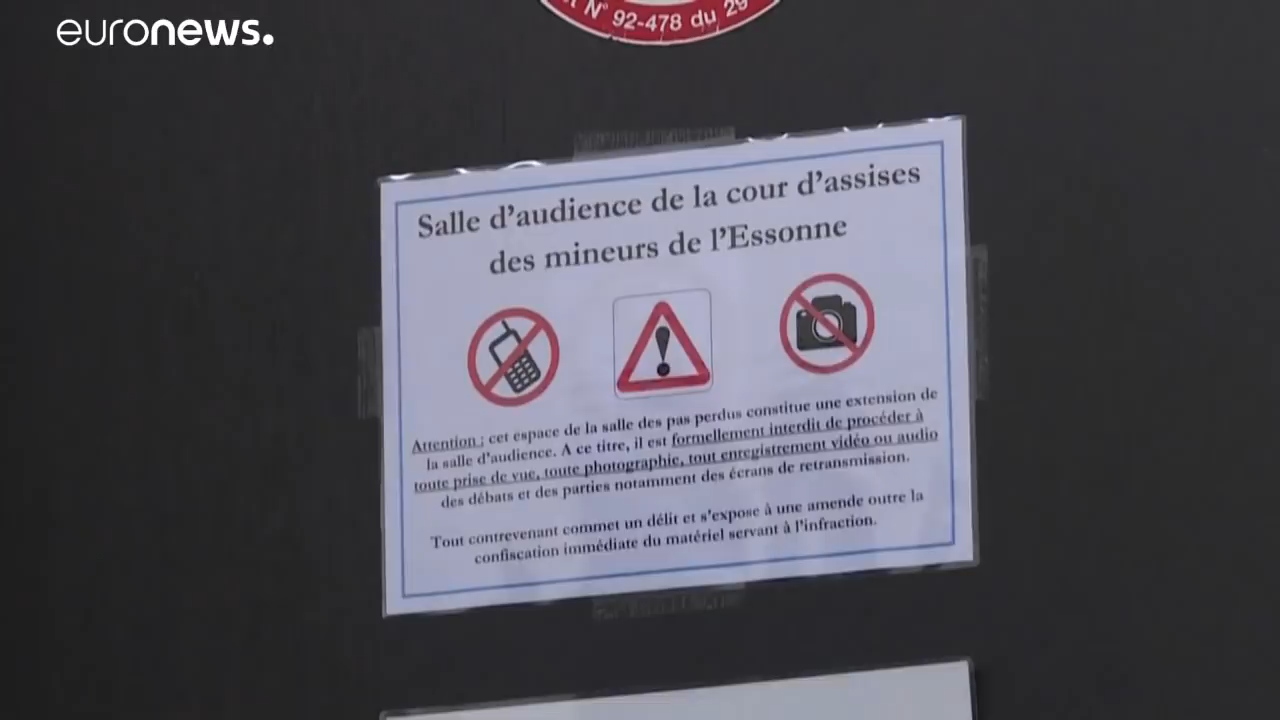 euronews.
N° 92-478 du 29
Salle d'audience de la cour d'assises
des mineurs de l'Essonne
Attention : cet espace de la salle des pas perdus constitue une extension de
la salle d'audience. A ce titre, il est formellement interdit de procéder à
toute prise de vue, toute photographie, tout enregistrement vidéo ou audio
des débats et des parties notamment des écrans de retransmission.
Tout contrevenant commet un délit et s'expose à une amende outre la
confiscation immédiate du matériel servant à l'infraction.